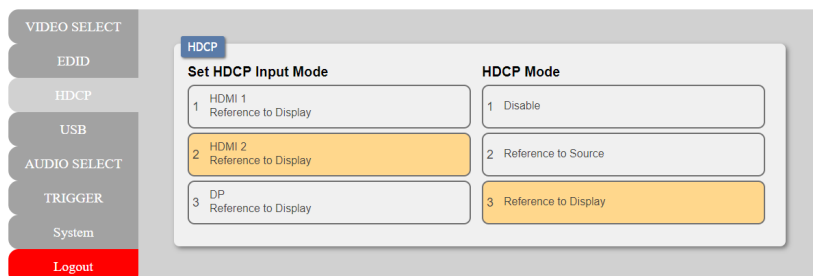 VIDEO SELECT
EDID
HDCP
USB
AUDIO SELECT
TRIGGER
System
Logout
HDCP
Set HDCP Input Mode
1 HDMI 1
Reference to Display
2 HDMI 2
Reference to Display
3 DP
Reference to Display
HDCP Mode
1 Disable
2 Reference to Source
3 Reference to Display